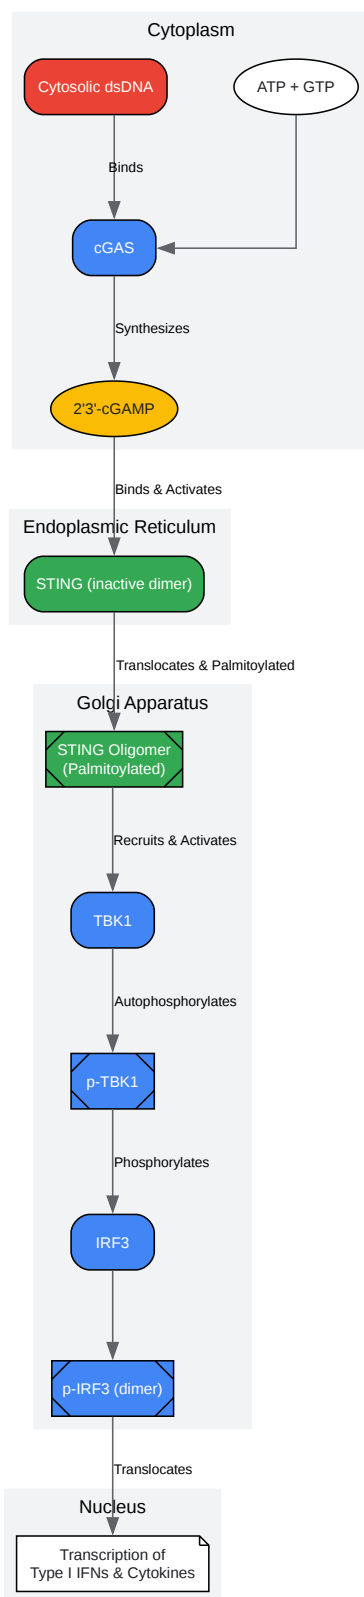 Cytoplasm
Cytosolic dsDNA
ATP + GTP
Binds
cGAS
Synthesizes
2'3'-cGAMP
Binds & Activates
Endoplasmic Reticulum
STING (inactive dimer)
Translocates & Palmitoylated
Golgi Apparatus
STING Oligomer
(Palmitoylated)
Recruits & Activates
TBK1
Autophosphorylates
p-TBK1
Phosphorylates
IRF3
p-IRF3 (dimer)
Translocates
Nucleus
Transcription of
Type I IFNs & Cytokines